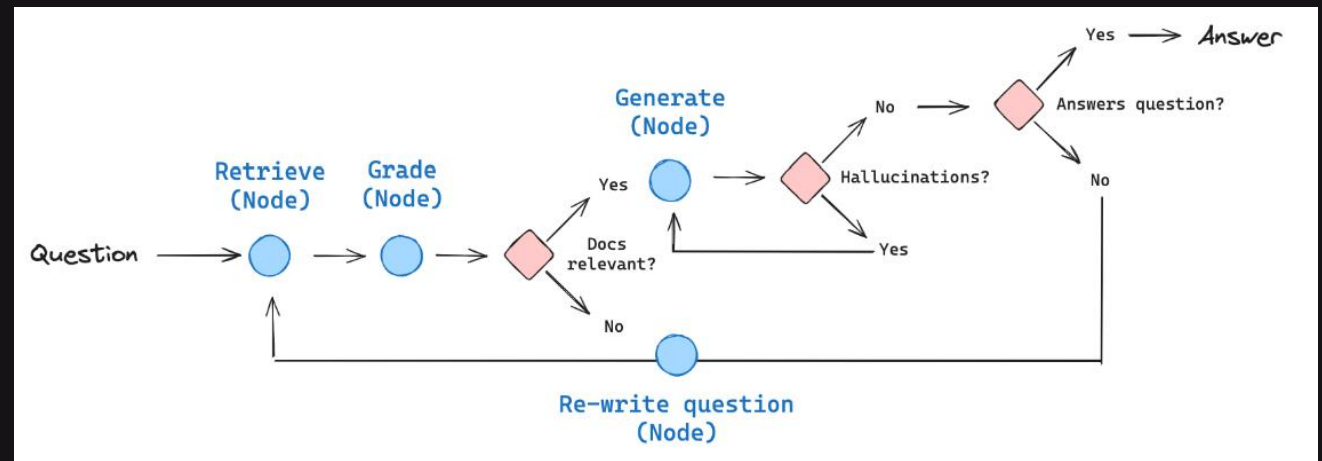 Question
Retrieve
(Node)
Grade
(Node)
Docs
relevant?
Yes
No
Generate
(Node)
Hallucinations?
No
Yes
Answers question?
Yes
Answer
No
Re-write question
(Node)